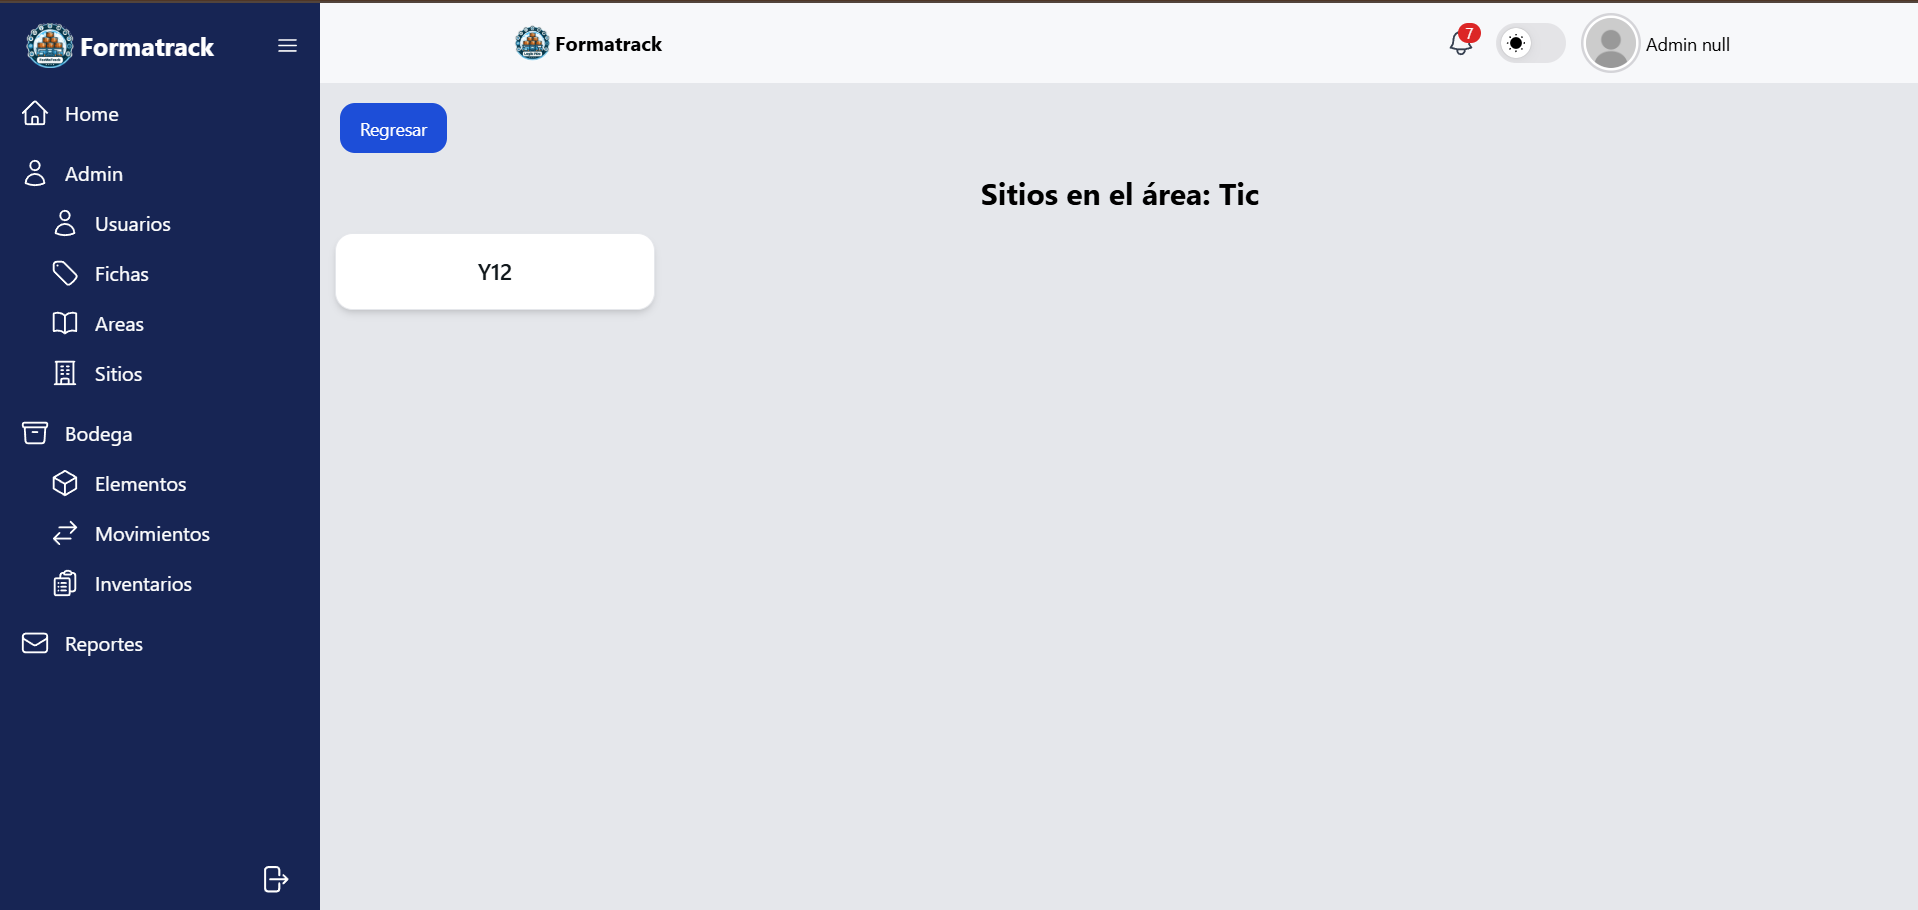 Formatrack
Home
Admin
Usuarios
Fichas
Areas
Sitios
Bodega
Elementos
Movimientos
Inventarios
Reportes
Formatrack
7
Admin null
Regresar
Sitios en el área: Tic
Y12